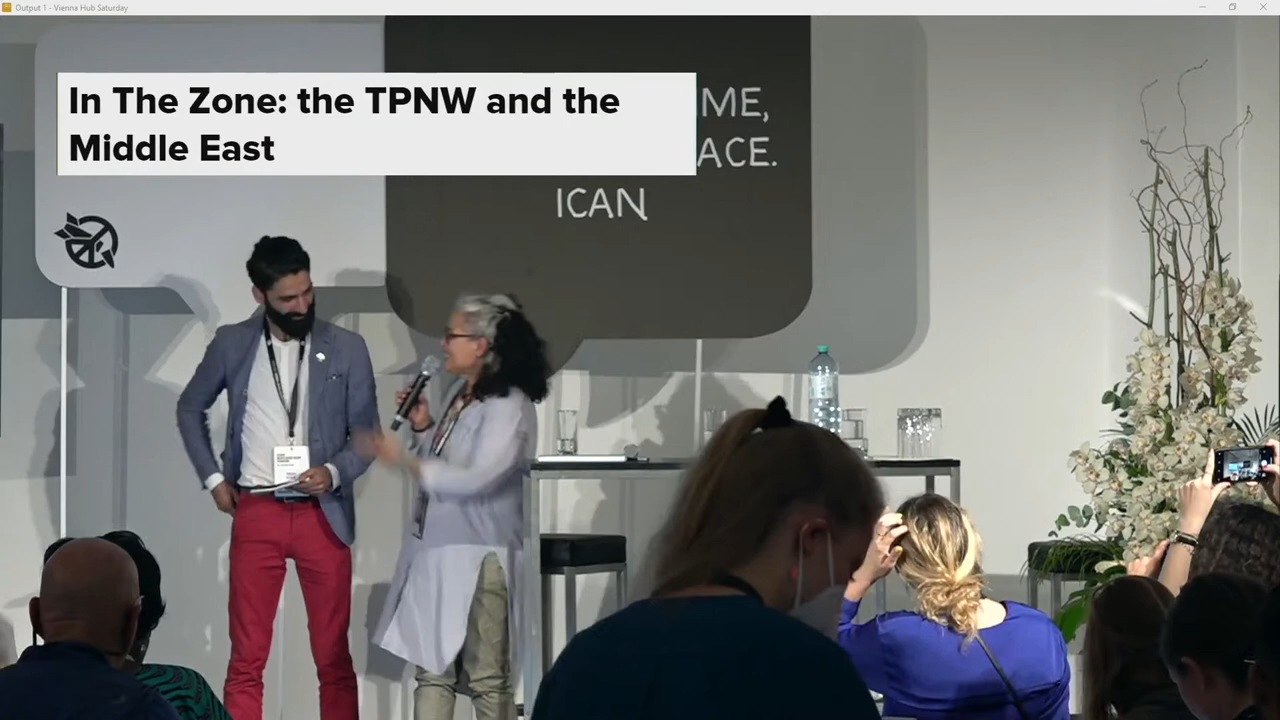 Output 1 - Vienna Hub Saturday
In The Zone: the TPNW and the
Middle East
ME,
ACE.
ICAN